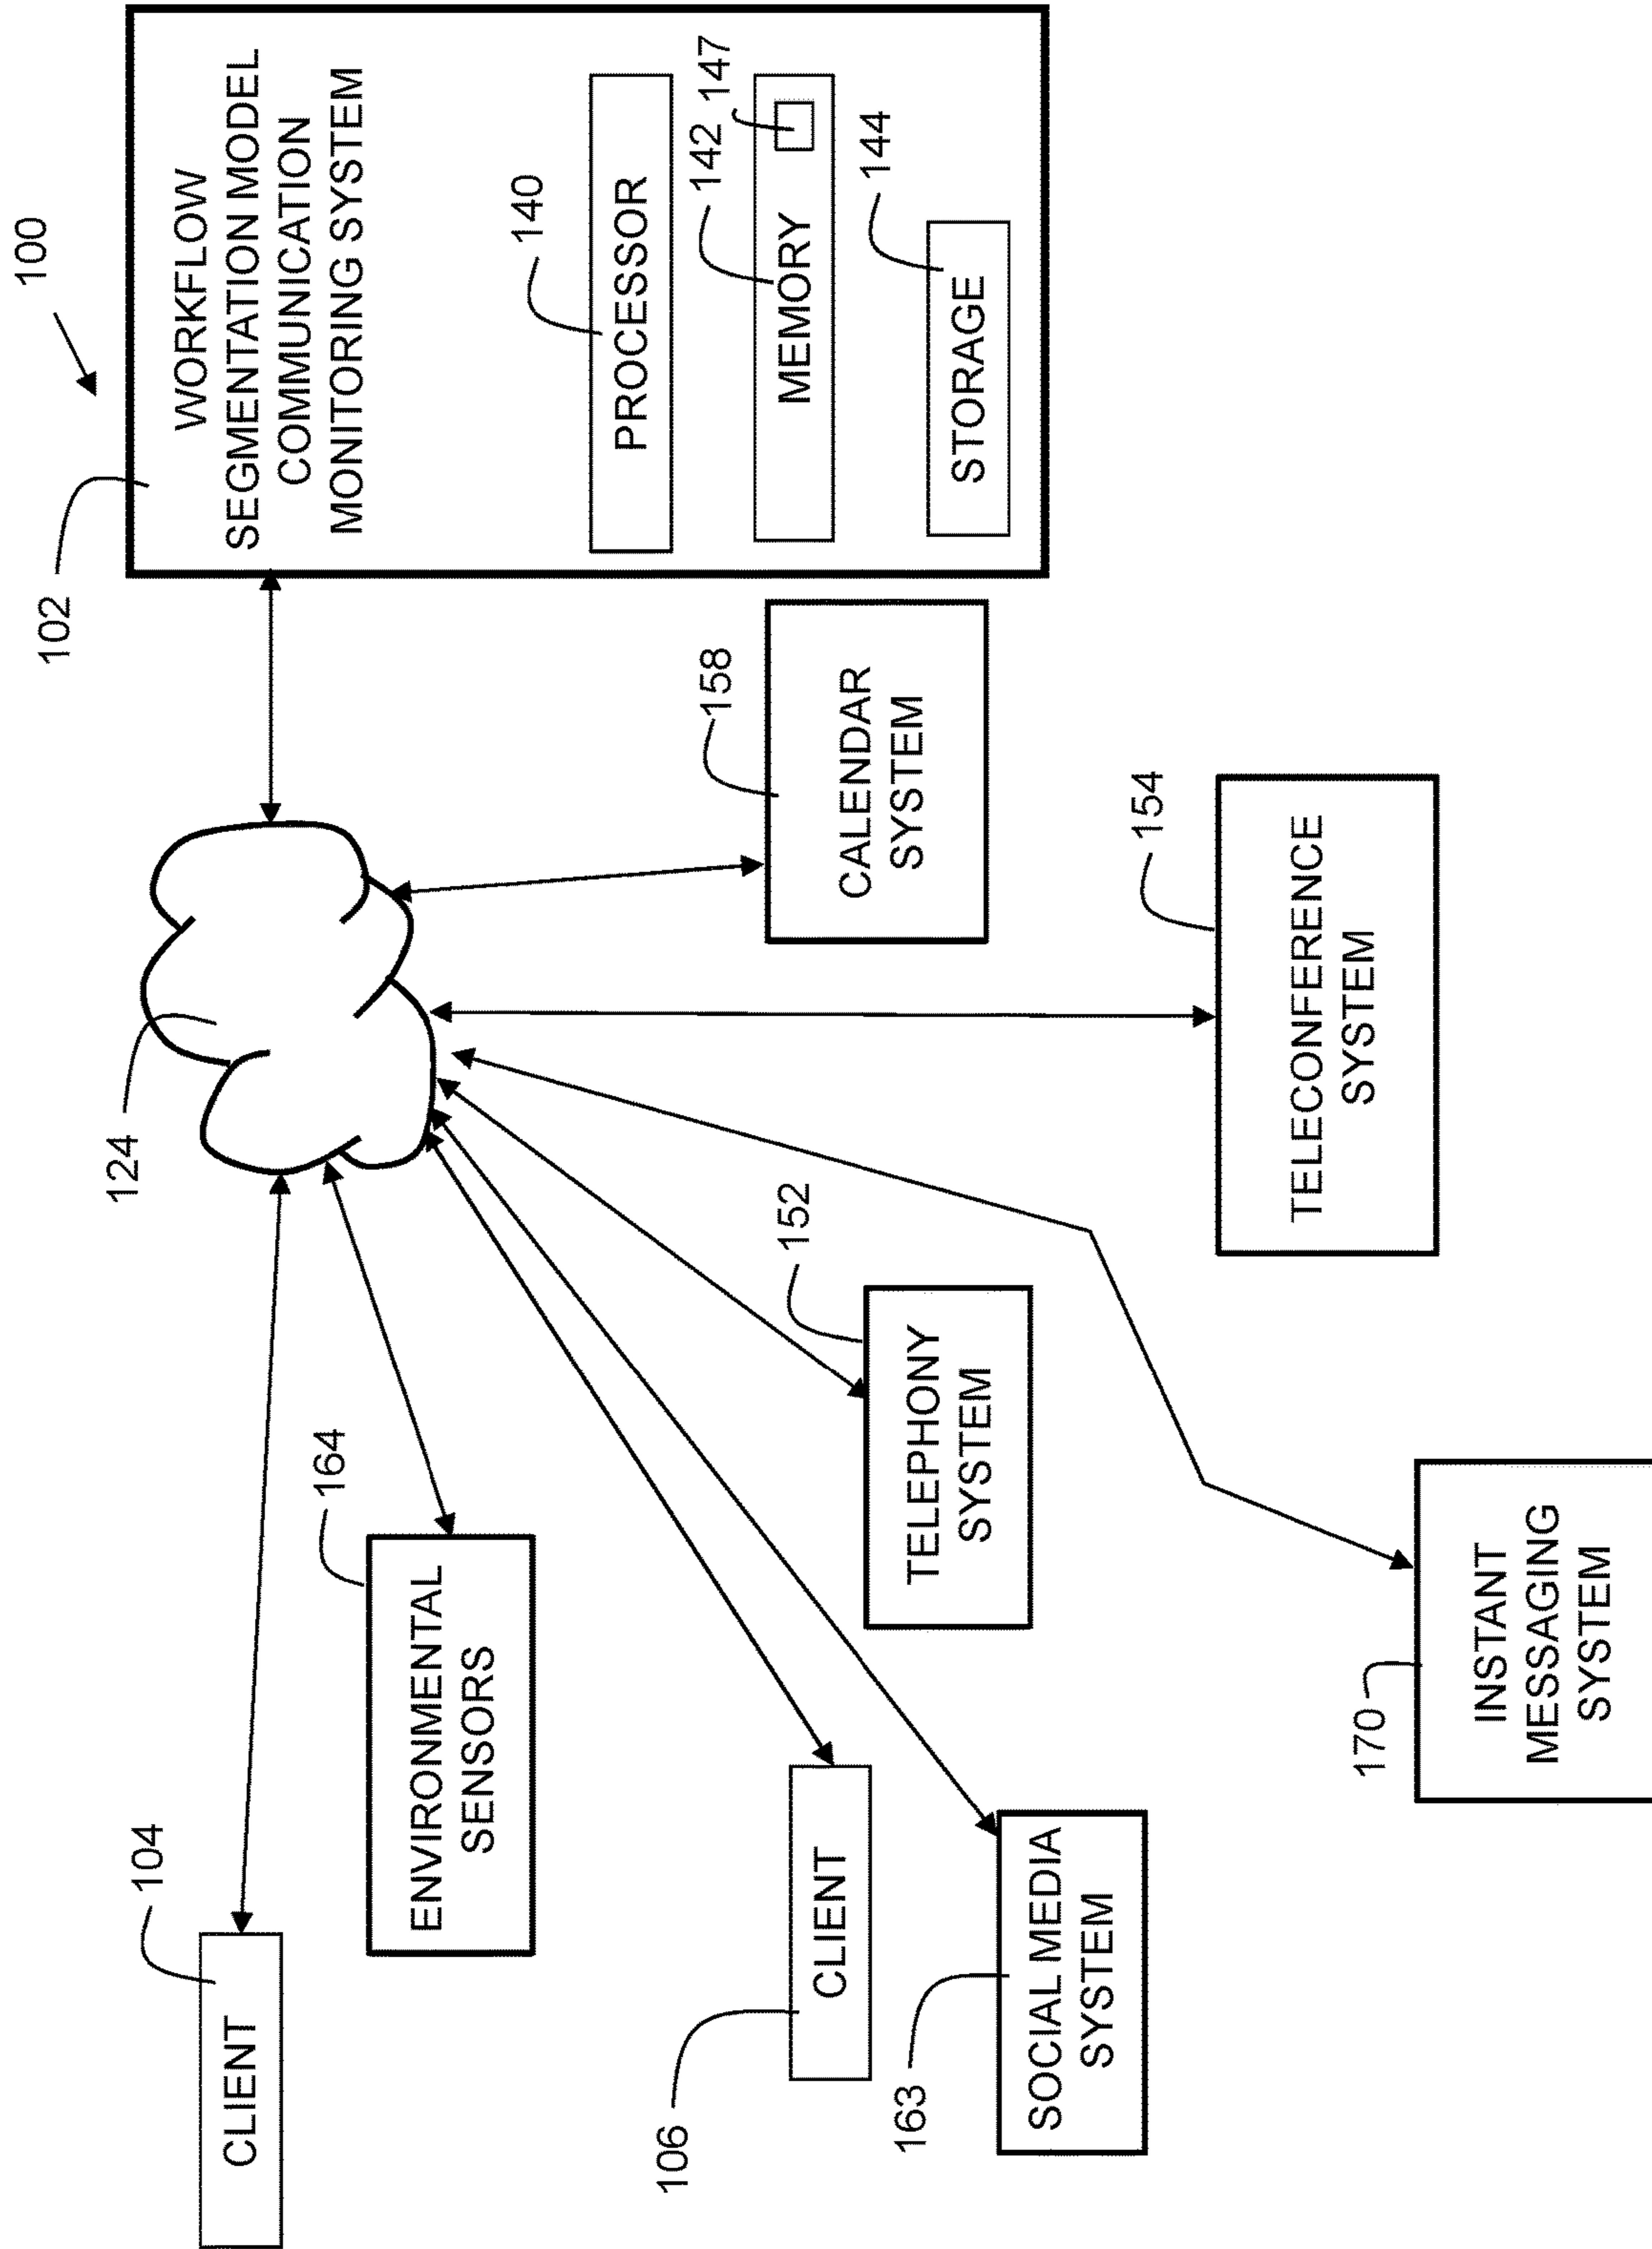 100
102
WORKFLOW
SEGMENTATION MODEL
COMMUNICATION
MONITORING SYSTEM
140
PROCESSOR
142
147
MEMORY
144
STORAGE
124
158
CALENDAR
SYSTEM
154
TELECONFERENCE
SYSTEM
152
TELEPHONY
SYSTEM
104
CLIENT
164
ENVIRONMENTAL
SENSORS
106
CLIENT
163
SOCIAL MEDIA
SYSTEM
170
INSTANT
MESSAGING
SYSTEM